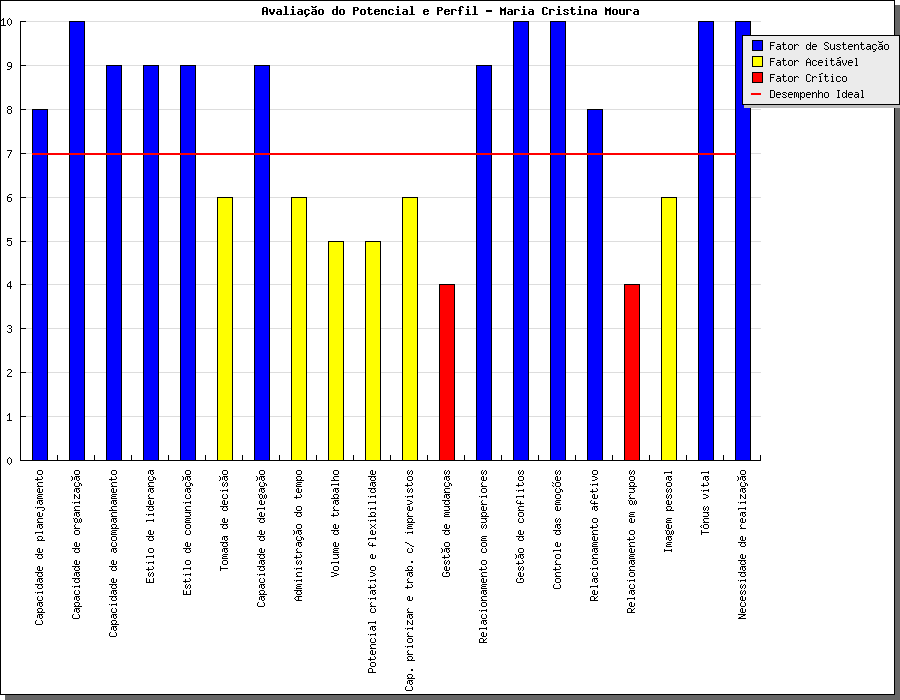 Avaliação do Potencial e Perfil - Maria Cristina Moura
10
9
8
7
6
5
4
3
2
1
0
Fator de Sustentação
Fator Aceitável
Fator Crítico
Desempenho Ideal
Capacidade de planejamento
Capacidade de organização
Capacidade de acompanhamento
Estilo de liderança
Estilo de comunicação
Tomada de decisão
Capacidade de delegação
Administração do tempo
Volume de trabalho
Potencial criativo e flexibilidade
Cap. priorizar e trab. c/ imprevistos
Gestão de mudanças
Relacionamento com superiores
Gestão de conflitos
Controle das emoções
Relacionamento afetivo
Relacionamento em grupos
Imagem pessoal
Tônus vital
Necessidade de realização